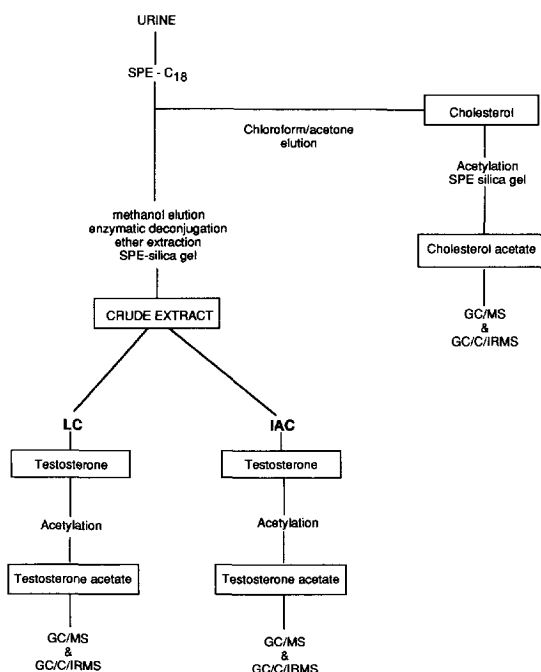 URINE
SPE - C18
Chloroform/acetone
elution
Cholesterol
Acetylation
SPE silica gel
Cholesterol acetate
GC/MS
&
GC/C/IRMS
methanol elution
enzymatic deconjugation
ether extraction
SPE-silica gel
CRUDE EXTRACT
LC
Testosterone
Acetylation
Testosterone acetate
GC/MS
&
GC/C/IRMS
IAC
Testosterone
Acetylation
Testosterone acetate
GC/MS
&
GC/C/IRMS